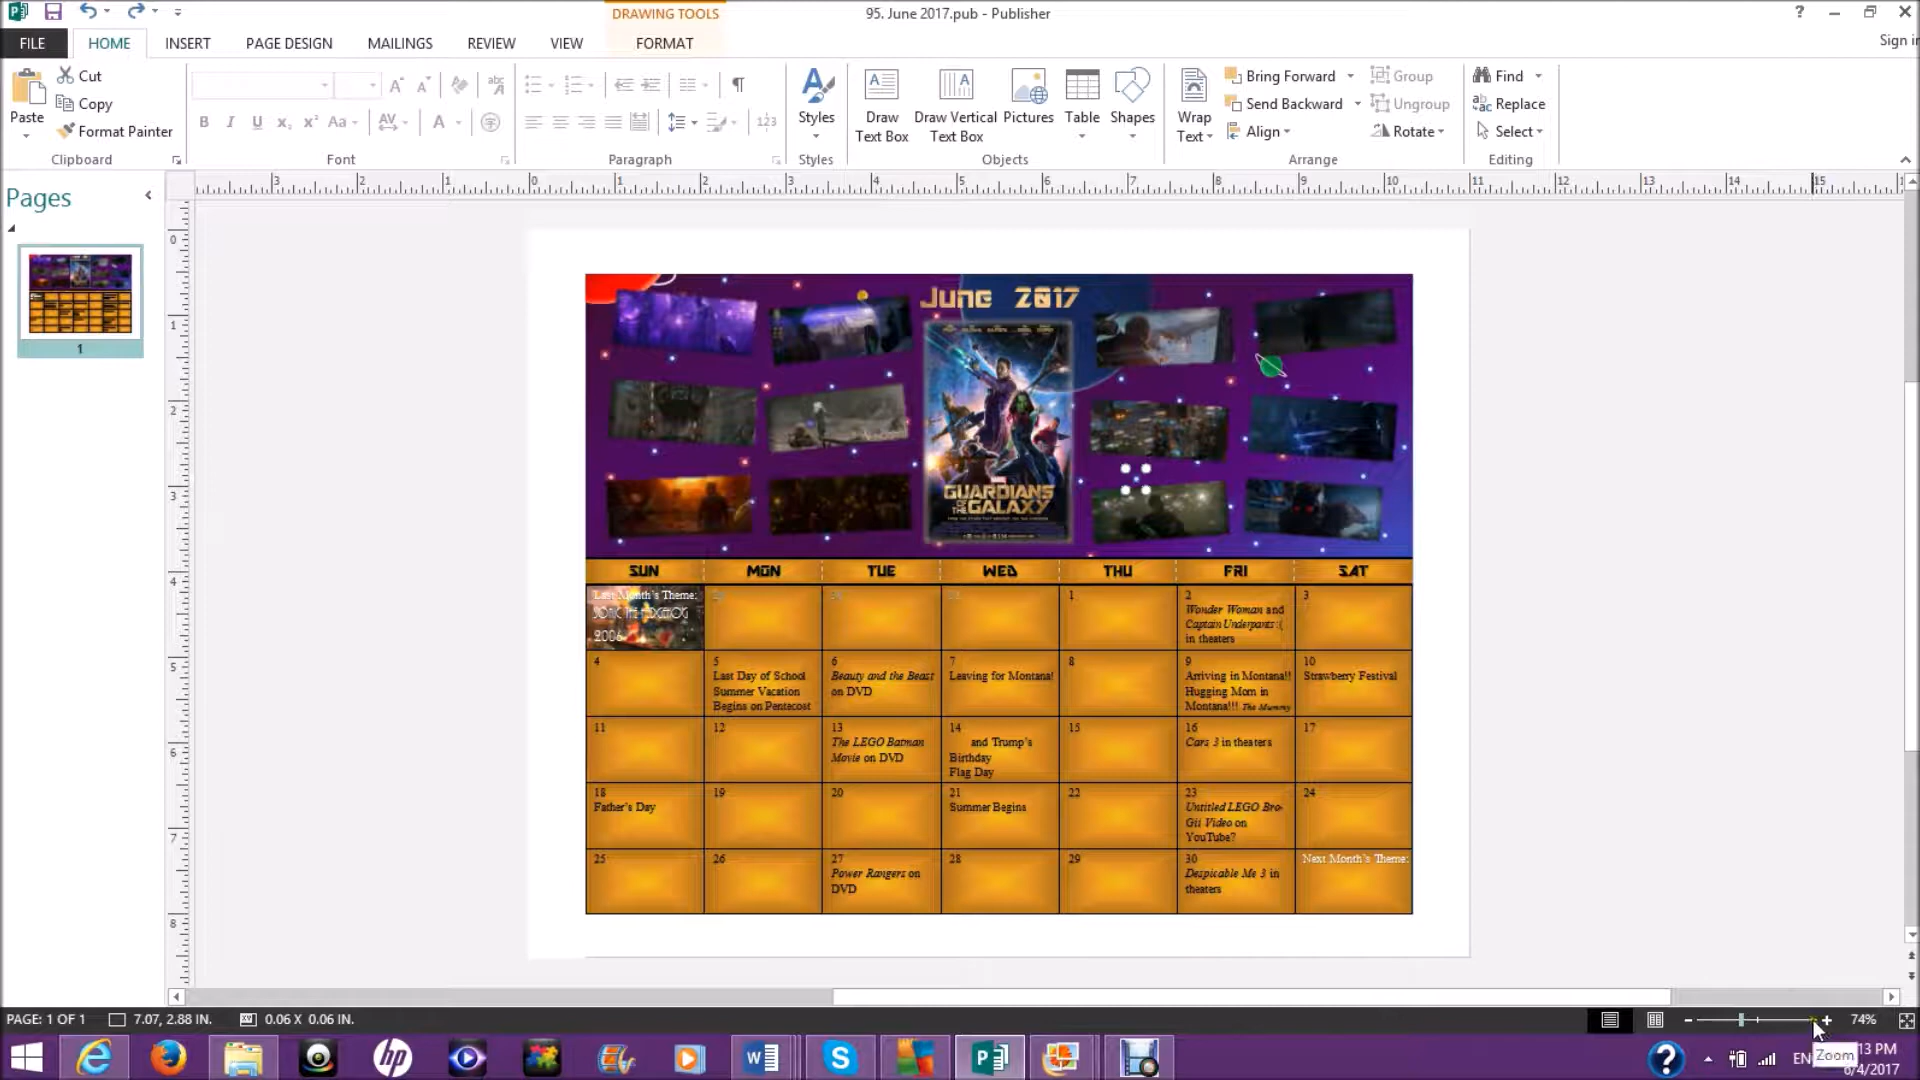 95. June 2017.pub - Publisher
DRAWING TOOLS
Sign in
FILE HOME INSERT PAGE DESIGN MAILINGS REVIEW VIEW FORMAT
Paste
Cut
Copy
Format Painter
Clipboard
Font
Paragraph
Styles
Styles
Draw Text Box
Draw Vertical Text Box
Pictures
Table
Shapes
Objects
Wrap Text
Bring Forward
Send Backward
Align
Group
Ungroup
Rotate
Arrange
Find
Replace
Select
Editing
Pages
1
June 2017
MARVEL
GUARDIANS
OF THE GALAXY
SUN MON TUE WED THU FRI SAT
Last Month's Theme:
2006
1
2
Wonder Woman and
Captain Underpants :(
in theaters
3
4
5
Last Day of School
Summer Vacation
Begins on Pentecost
6
Beauty and the Beast
on DVD
7
Leaving for Montana!
8
9
Arriving in Montana!!
Hugging Mom in
Montana!!! The Mummy
10
Strawberry Festival
11
12
13
The LEGO Batman
Movie on DVD
14
and Trump's
Birthday
Flag Day
15
16
Cars 3 in theaters
17
18
Father's Day
19
20
21
Summer Begins
22
23
Untitled LEGO Bro-
Gii Video on
YouTube?
24
25
26
27
Power Rangers on
DVD
28
29
30
Despicable Me 3 in
theaters
Next Month's Theme:
PAGE: 1 OF 1
7.07, 2.88 IN.
0.06 X 0.06 IN.
74%
Zoom
EN
13 PM
6/4/2017